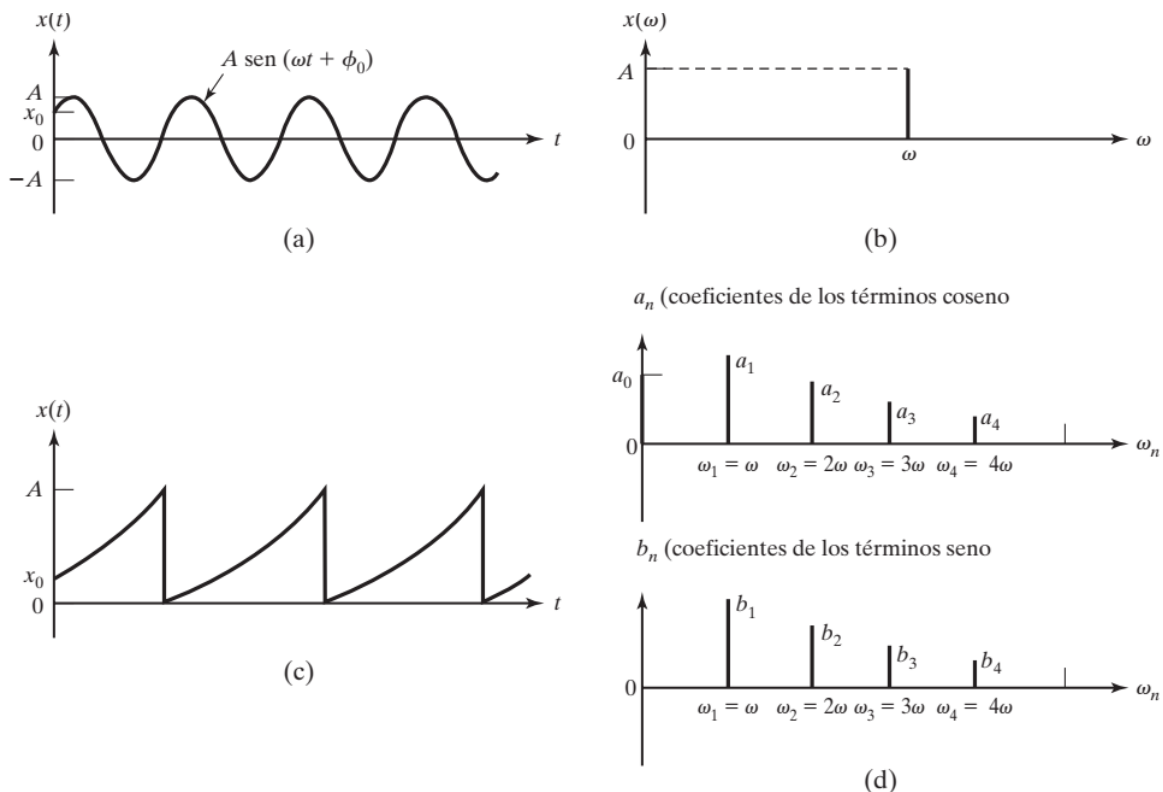 x(t)
A sen (ωt + ϕ₀)
A
x₀
0
−A
t
(a)
x(ω)
A
0
ω
ω
(b)
x(t)
A
x₀
0
t
(c)
aₙ (coeficientes de los términos coseno
a₀
a₁
a₂
a₃
a₄
0
ωₙ
ω₁ = ω ω₂ = 2ω ω₃ = 3ω ω₄ = 4ω
bₙ (coeficientes de los términos seno
b₁
b₂
b₃
b₄
0
ωₙ
ω₁ = ω ω₂ = 2ω ω₃ = 3ω ω₄ = 4ω
(d)